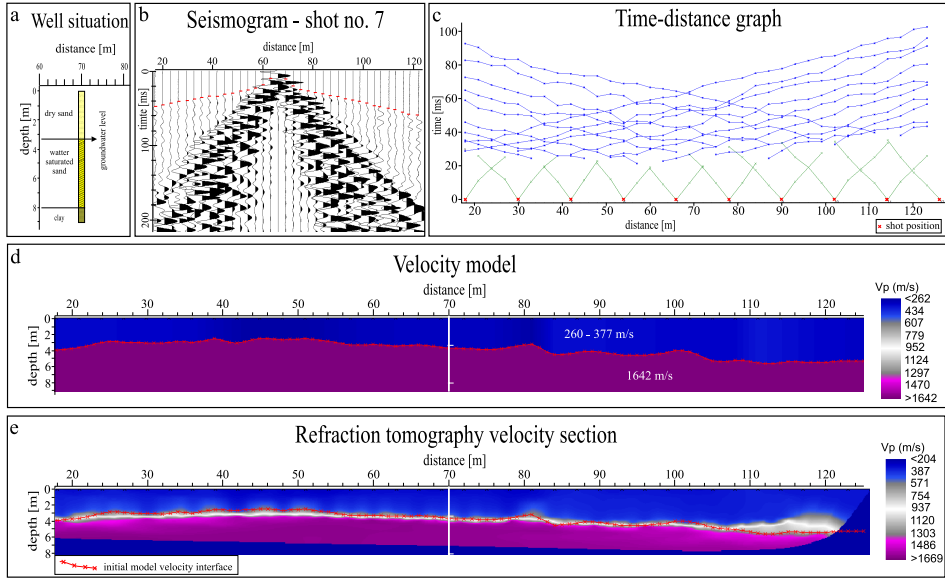 a
Well situation
distance [m]
60 70 80
depth [m]
0
2
4
6
8
dry sand
watter
saturated
sand
clay
groundwater level
b
Seismogram - shot no. 7
distance [m]
20 40 60 80 100 120
timte [ms]
0
100
200
c
Time-distance graph
time [ms]
100
80
60
40
20
0
20 30 40 50 60 70 80 90 100 110 120
distance [m]
shot position
d
Velocity model
distance [m]
20 30 40 50 60 70 80 90 100 110 120
depth [m]
0
2
4
6
8
260 - 377 m/s
1642 m/s
Vp (m/s)
<262
434
607
779
952
1124
1297
1470
>1642
e
Refraction tomography velocity section
distance [m]
20 30 40 50 60 70 80 90 100 110 120
depth [m]
0
2
4
6
8
initial model velocity interface
Vp (m/s)
<204
387
571
754
937
1120
1303
1486
>1669